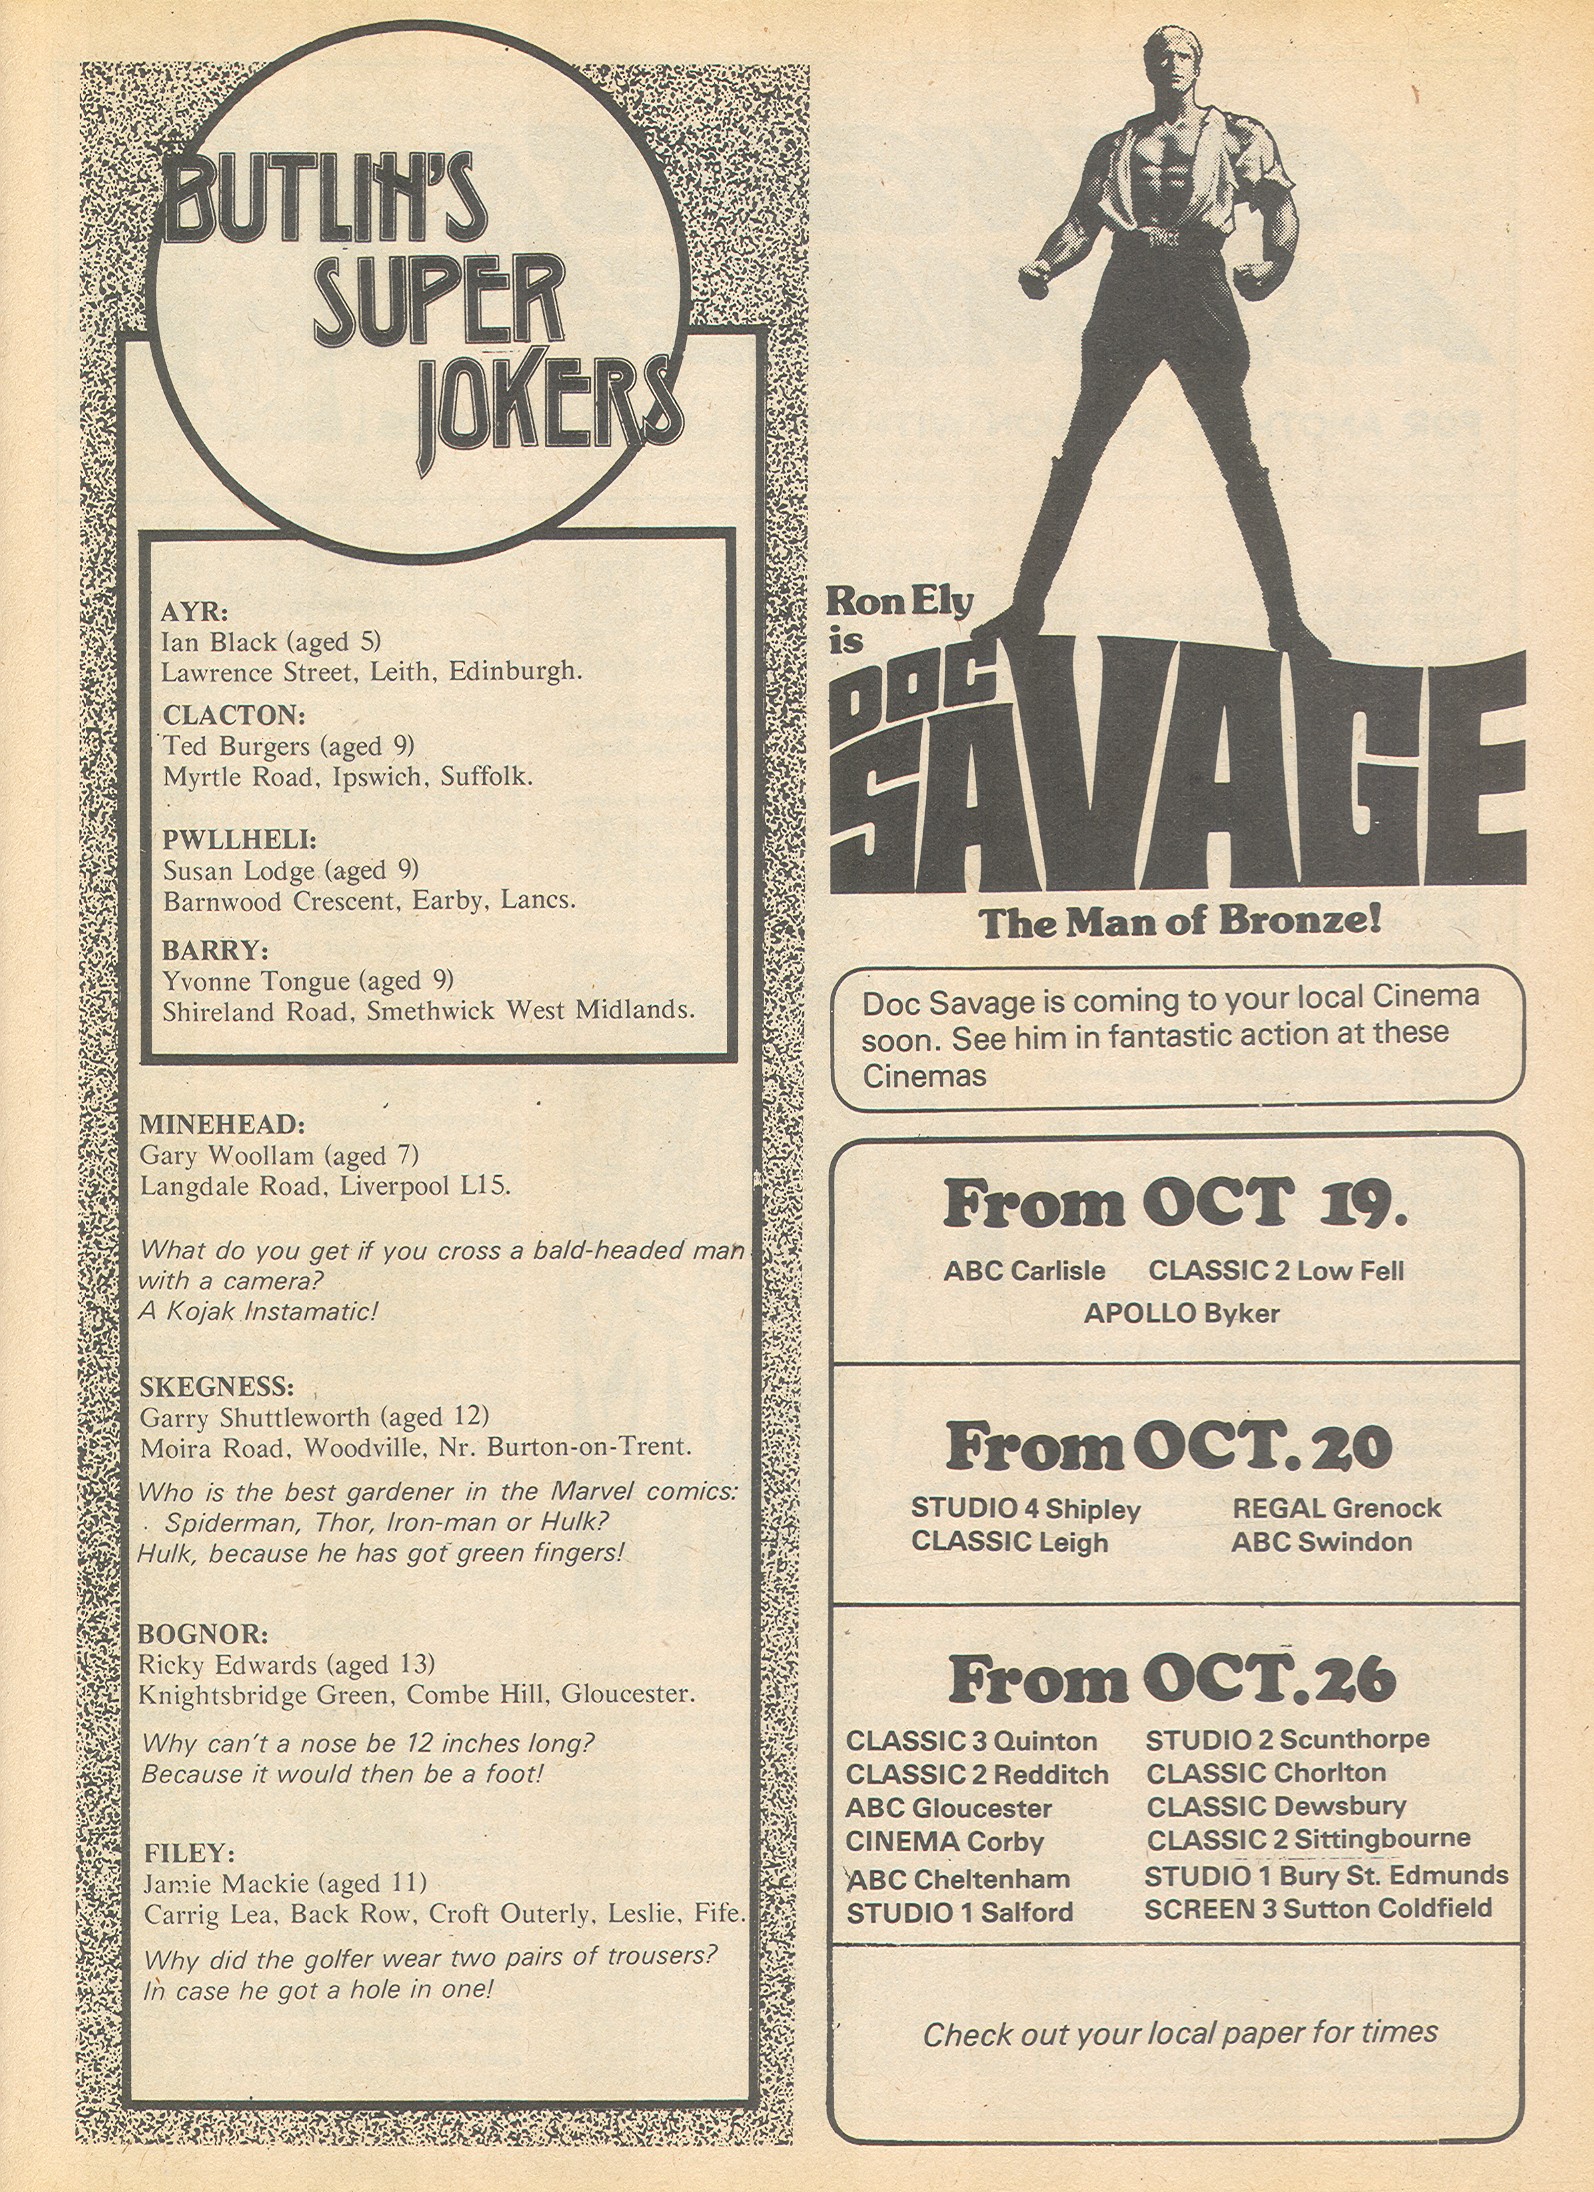 BUTLIN'S
SUPER
JOKERS
AYR:
Ian Black (aged 5)
Lawrence Street, Leith, Edinburgh.
CLACTON:
Ted Burgers (aged 9)
Myrtle Road, Ipswich, Suffolk.
PWLLHELI:
Susan Lodge (aged 9)
Barnwood Crescent, Earby, Lancs.
BARRY:
Yvonne Tongue (aged 9)
Shireland Road, Smethwick West Midlands.
MINEHEAD:
Gary Woollam (aged 7)
Langdale Road, Liverpool L15.
What do you get if you cross a bald-headed man
with a camera?
A Kojak Instamatic!
SKEGNESS:
Garry Shuttleworth (aged 12)
Moira Road, Woodville, Nr. Burton-on-Trent.
Who is the best gardener in the Marvel comics:
Spiderman, Thor, Iron-man or Hulk?
Hulk, because he has got green fingers!
BOGNOR:
Ricky Edwards (aged 13)
Knightsbridge Green, Combe Hill, Gloucester.
Why can't a nose be 12 inches long?
Because it would then be a foot!
FILEY:
Jamie Mackie (aged 11)
Carrig Lea, Back Row, Croft Outerly, Leslie, Fife.
Why did the golfer wear two pairs of trousers?
In case he got a hole in one!
Ron Ely
is
DOC
SAVAGE
The Man of Bronze!
Doc Savage is coming to your local Cinema
soon. See him in fantastic action at these
Cinemas
From OCT 19.
ABC Carlisle CLASSIC 2 Low Fell
APOLLO Byker
From OCT. 20
STUDIO 4 Shipley REGAL Grenock
CLASSIC Leigh ABC Swindon
From OCT. 26
CLASSIC 3 Quinton STUDIO 2 Scunthorpe
CLASSIC 2 Redditch CLASSIC Chorlton
ABC Gloucester CLASSIC Dewsbury
CINEMA Corby CLASSIC 2 Sittingbourne
ABC Cheltenham STUDIO 1 Bury St. Edmunds
STUDIO 1 Salford SCREEN 3 Sutton Coldfield
Check out your local paper for times